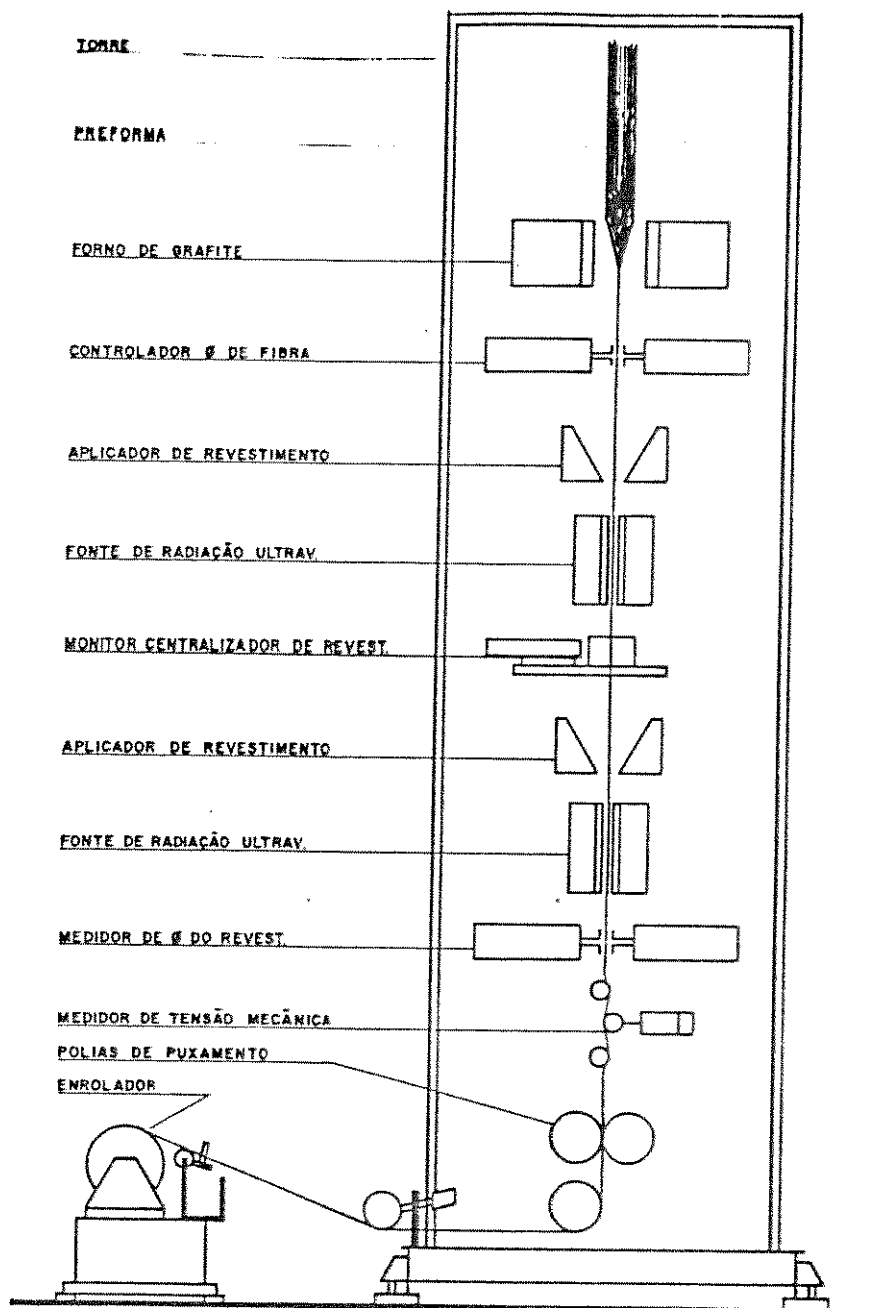 TORRE
PREFORMA
FORNO DE GRAFITE
CONTROLADOR Ø DE FIBRA
APLICADOR DE REVESTIMENTO
FONTE DE RADIAÇÃO ULTRAV.
MONITOR CENTRALIZADOR DE REVEST.
APLICADOR DE REVESTIMENTO
FONTE DE RADIAÇÃO ULTRAV.
MEDIDOR DE Ø DO REVEST.
MEDIDOR DE TENSÃO MECÂNICA
POLIAS DE PUXAMENTO
ENROLADOR